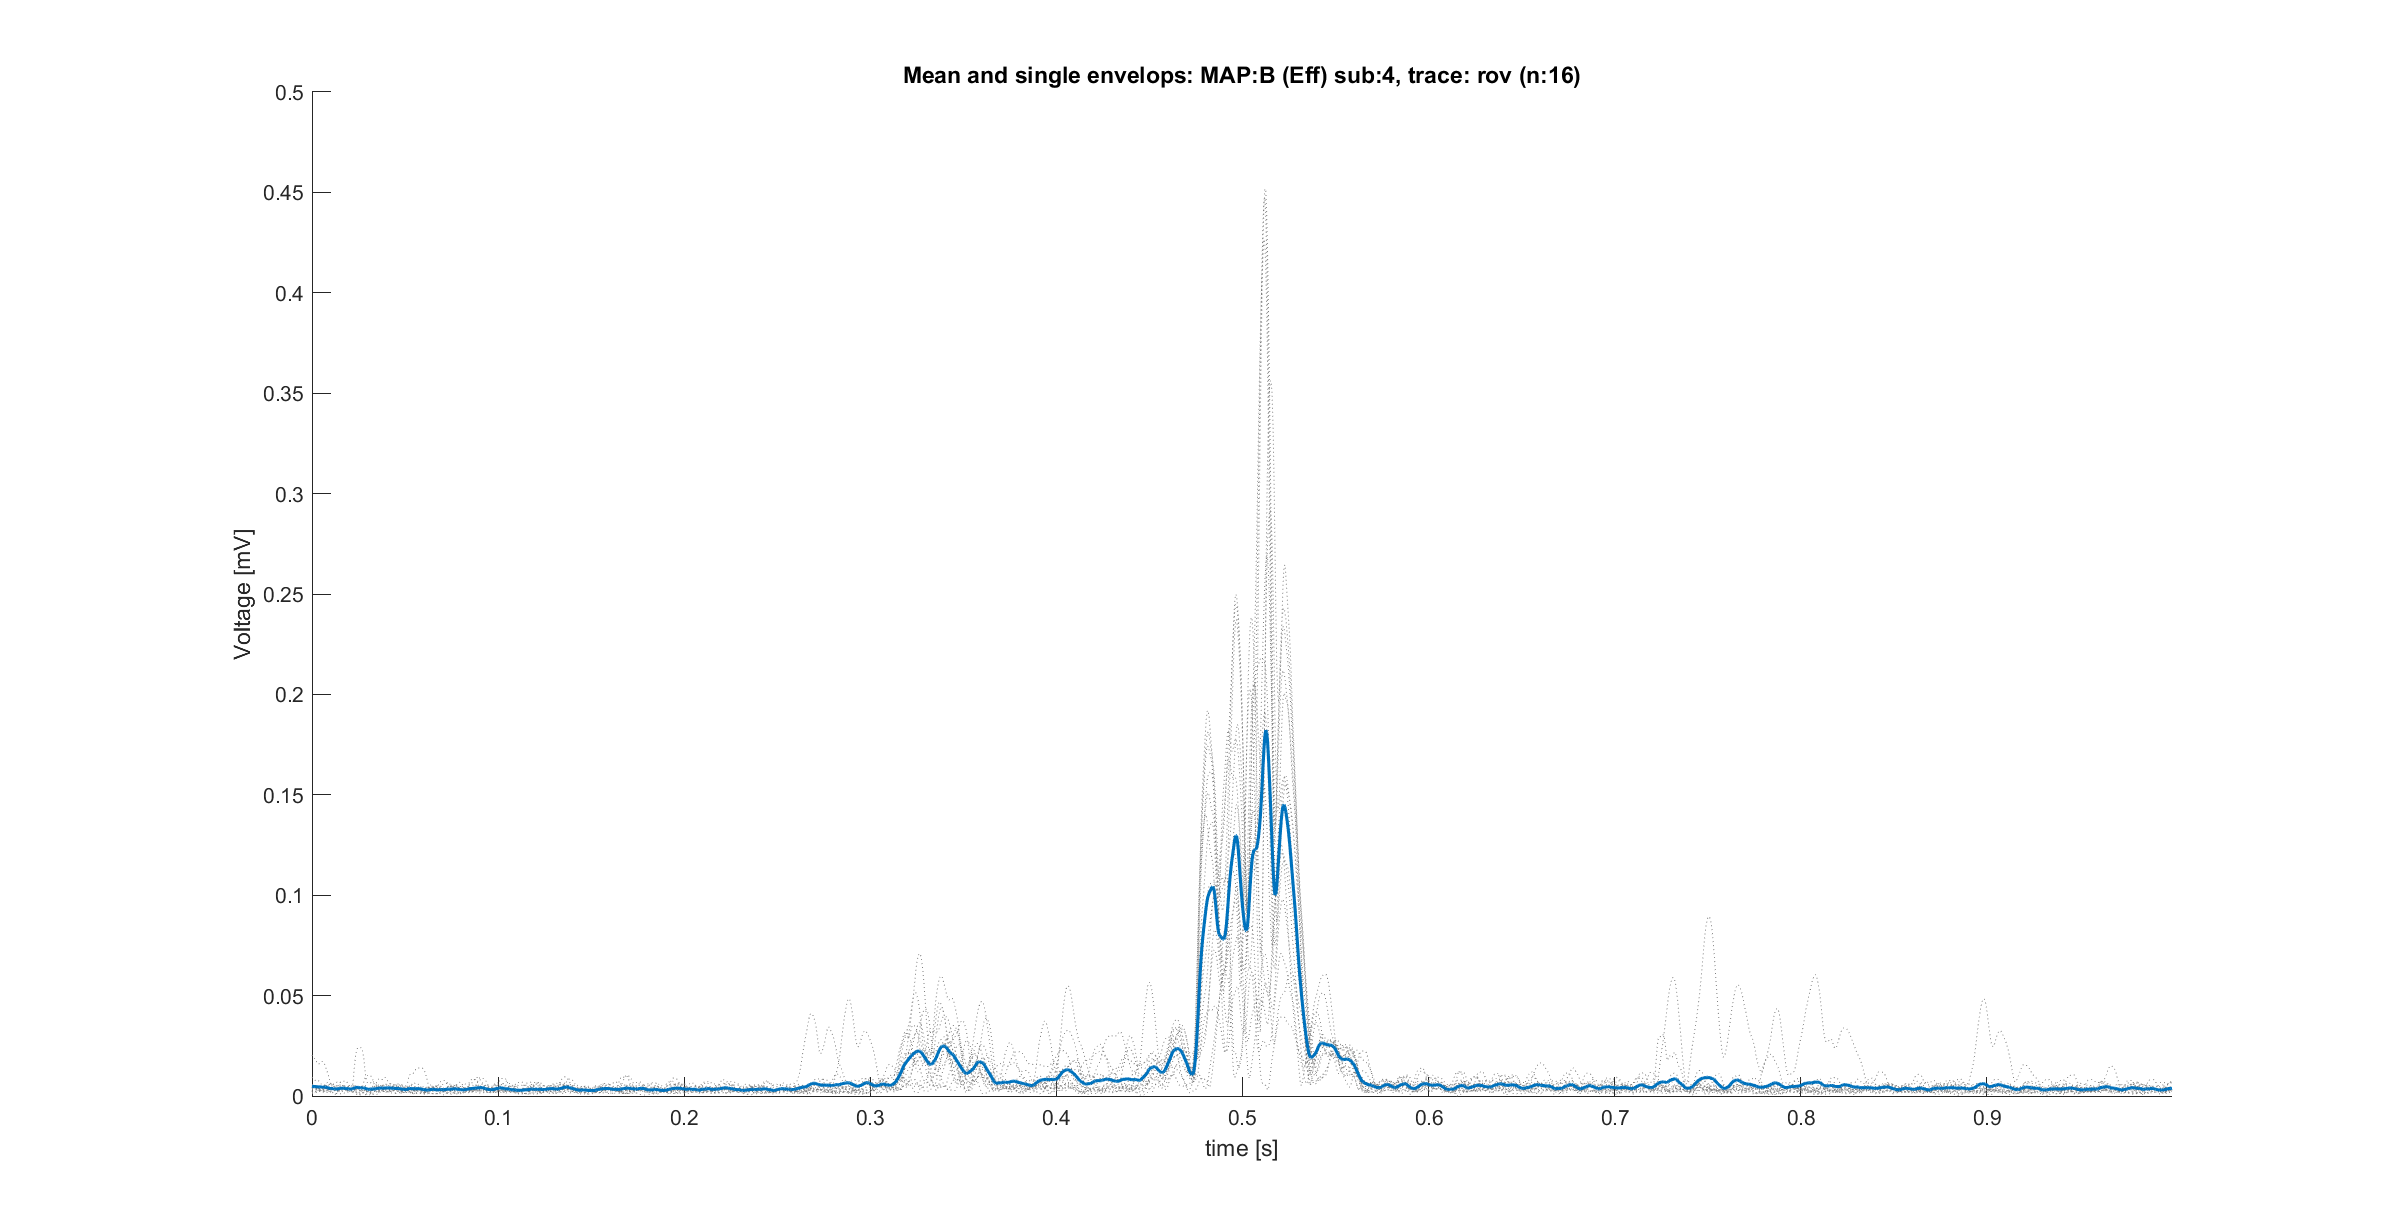 Mean and single envelops: MAP:B (Eff) sub:4, trace: rov (n:16)
0.5
0.45
0.4
0.35
0.3
0.25
0.2
0.15
0.1
0.05
0
Voltage [mV]
0 0.1 0.2 0.3 0.4 0.5 0.6 0.7 0.8 0.9
time [s]